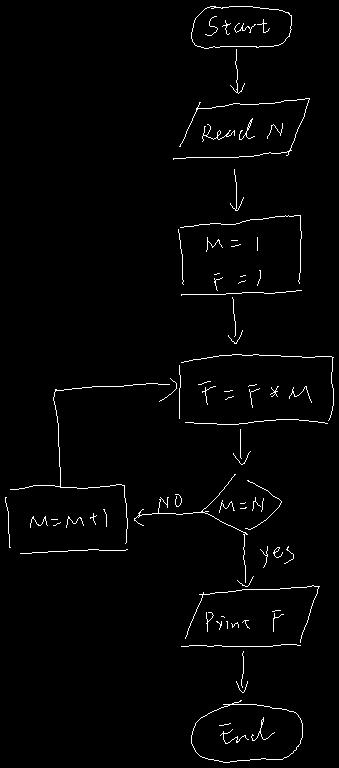 Start
Read N
M = 1
F = 1
F = F * M
M=N
NO
M=M+1
yes
Print F
End